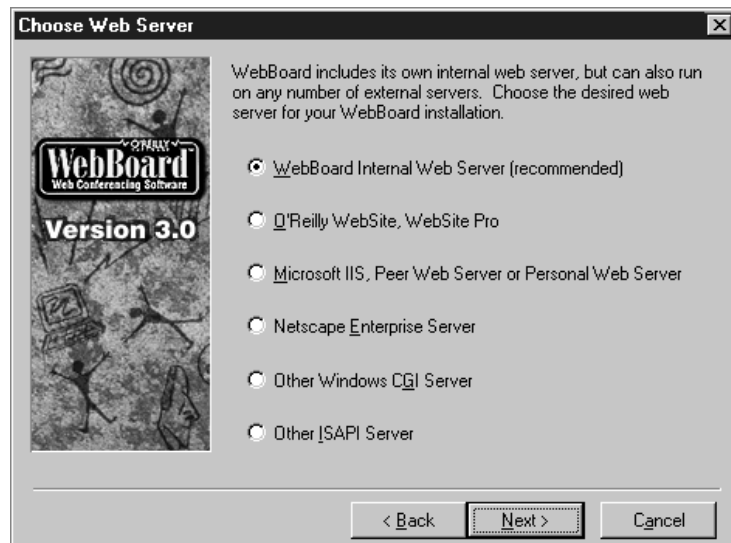 Choose Web Server
WebBoard includes its own internal web server, but can also run
on any number of external servers. Choose the desired web
server for your WebBoard installation.
O'REILLY
WebBoard
Web Conferencing Software
Version 3.0
WebBoard Internal Web Server (recommended)
O'Reilly WebSite, WebSite Pro
Microsoft IIS, Peer Web Server or Personal Web Server
Netscape Enterprise Server
Other Windows CGI Server
Other ISAPI Server
< Back
Next >
Cancel